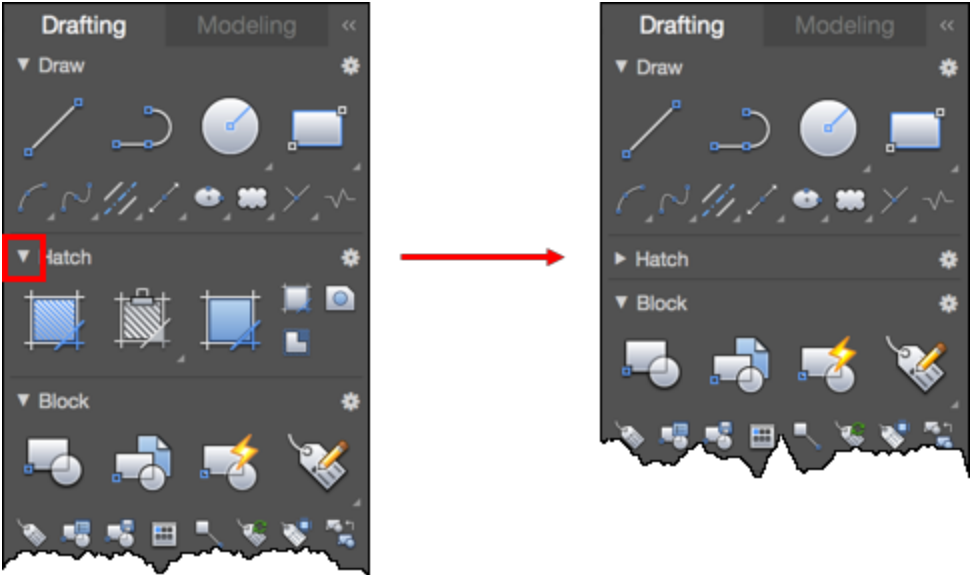 Drafting Modeling
Draw
Hatch
Block
Drafting Modeling
Draw
Hatch
Block